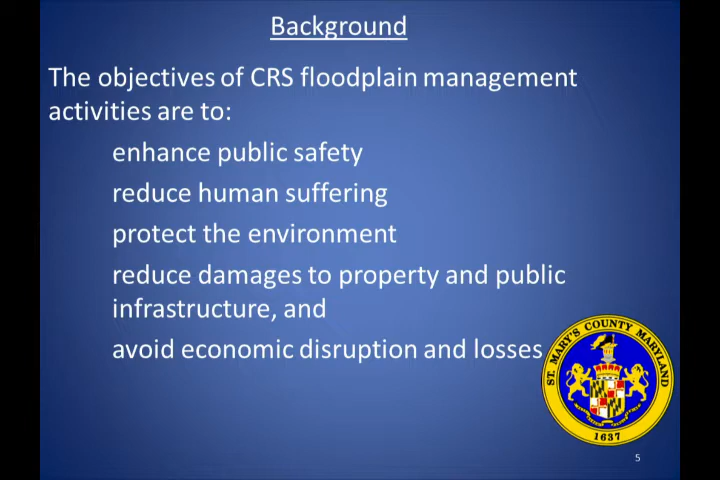 Background
The objectives of CRS floodplain management
activities are to:
enhance public safety
reduce human suffering
protect the environment
reduce damages to property and public
infrastructure, and
avoid economic disruption and losses
ST. MARY'S COUNTY MARYLAND
1637
5